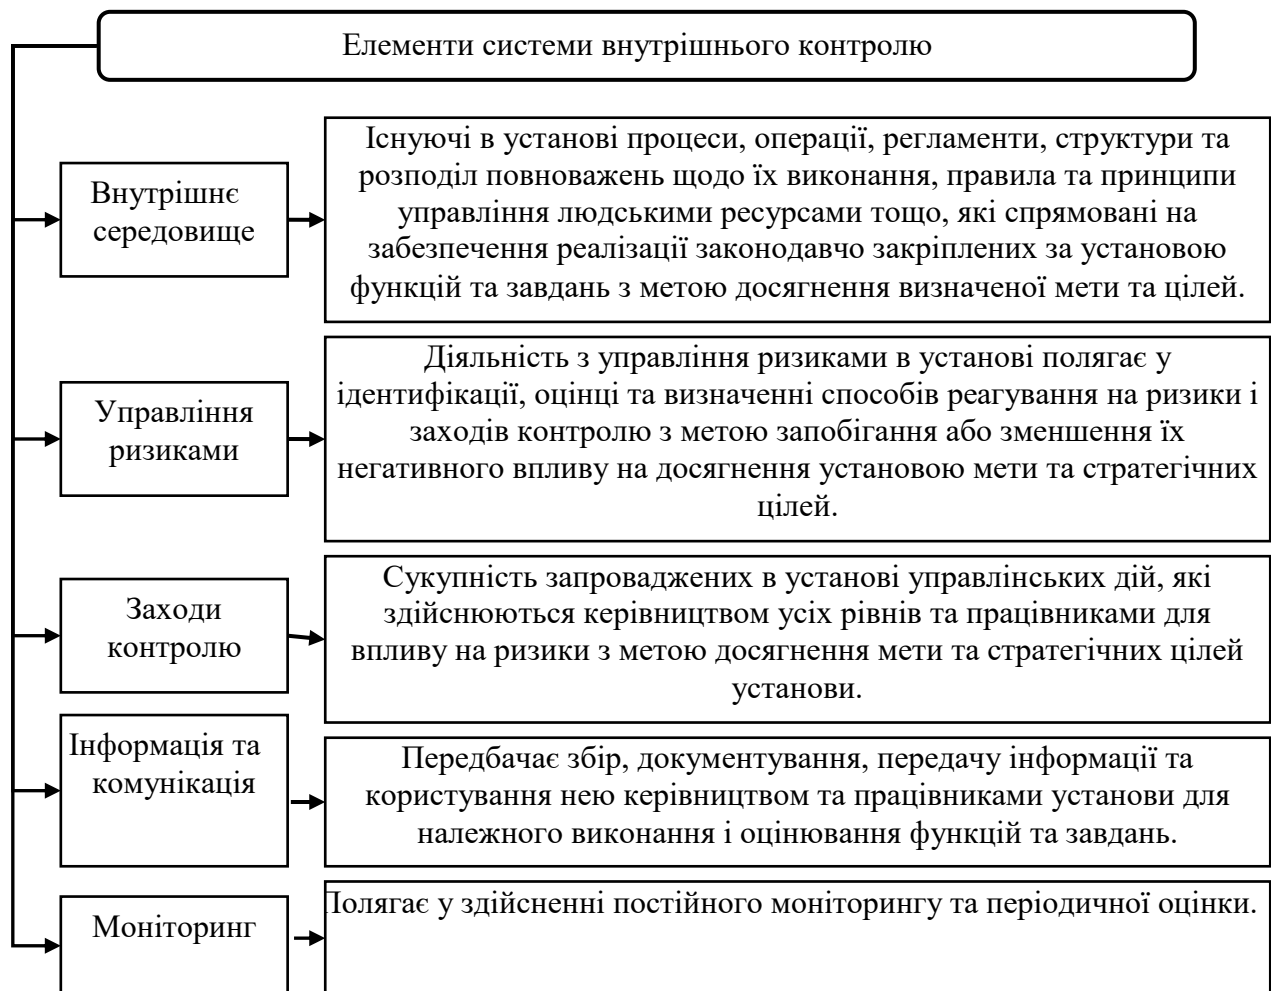 Елементи системи внутрішнього контролю
Внутрішнє
середовище
Існуючі в установі процеси, операції, регламенти, структури та
розподіл повноважень щодо їх виконання, правила та принципи
управління людськими ресурсами тощо, які спрямовані на
забезпечення реалізації законодавчо закріплених за установою
функцій та завдань з метою досягнення визначеної мети та цілей.
Управління
ризиками
Діяльність з управління ризиками в установі полягає у
ідентифікації, оцінці та визначенні способів реагування на ризики і
заходів контролю з метою запобігання або зменшення їх
негативного впливу на досягнення установою мети та стратегічних
цілей.
Заходи
контролю
Сукупність запроваджених в установі управлінських дій, які
здійснюються керівництвом усіх рівнів та працівниками для
впливу на ризики з метою досягнення мети та стратегічних цілей
установи.
Інформація та
комунікація
Передбачає збір, документування, передачу інформації та
користування нею керівництвом та працівниками установи для
належного виконання і оцінювання функцій та завдань.
Моніторинг
Полягає у здійсненні постійного моніторингу та періодичної оцінки.